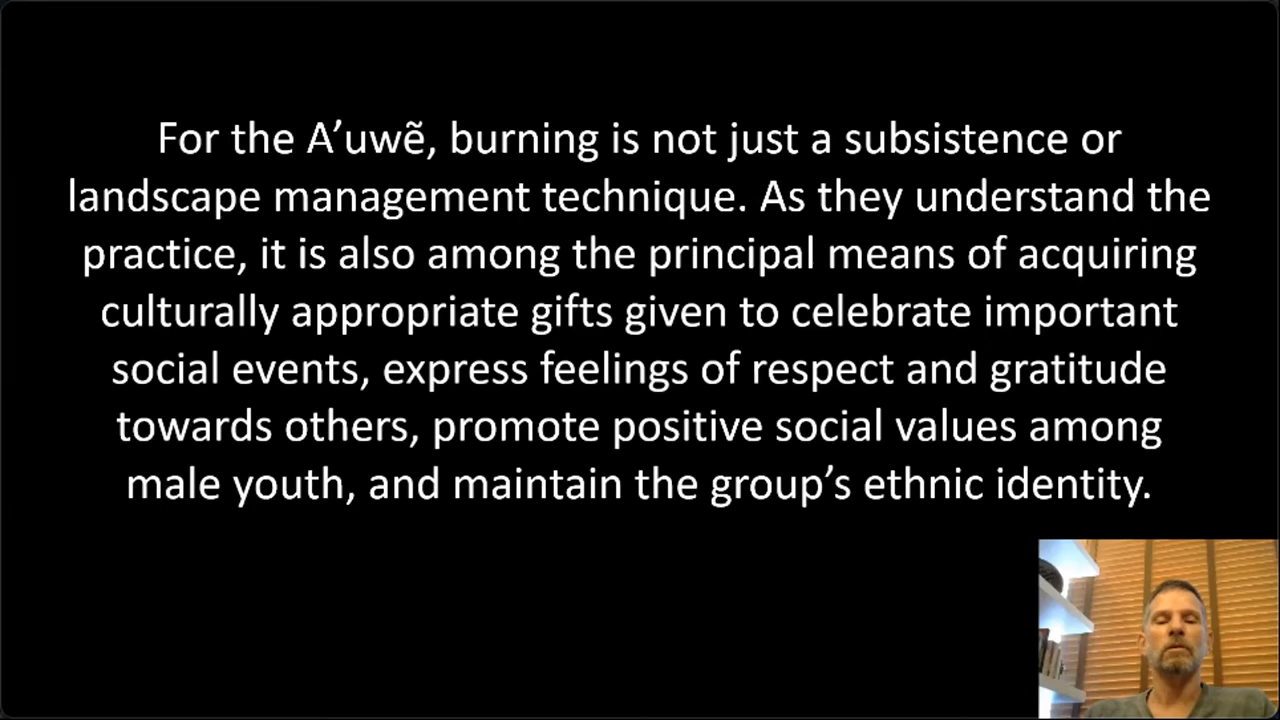 For the A’uwẽ, burning is not just a subsistence or
landscape management technique. As they understand the
practice, it is also among the principal means of acquiring
culturally appropriate gifts given to celebrate important
social events, express feelings of respect and gratitude
towards others, promote positive social values among
male youth, and maintain the group’s ethnic identity.